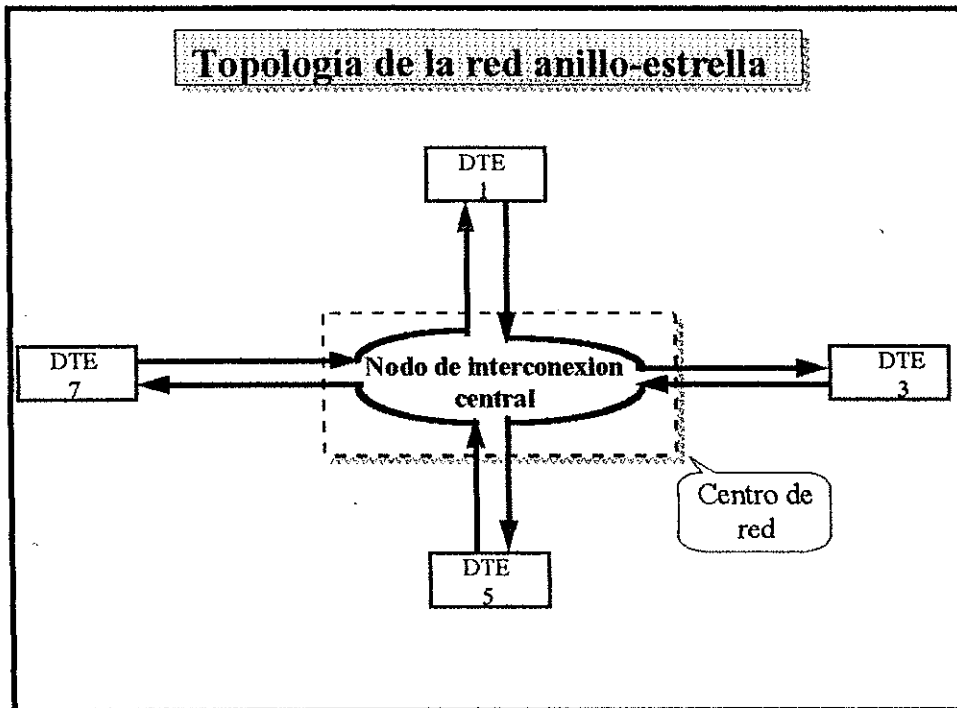 Topología de la red anillo-estrella
DTE
1
DTE
7
Nodo de interconexion
central
DTE
3
Centro de
red
DTE
5